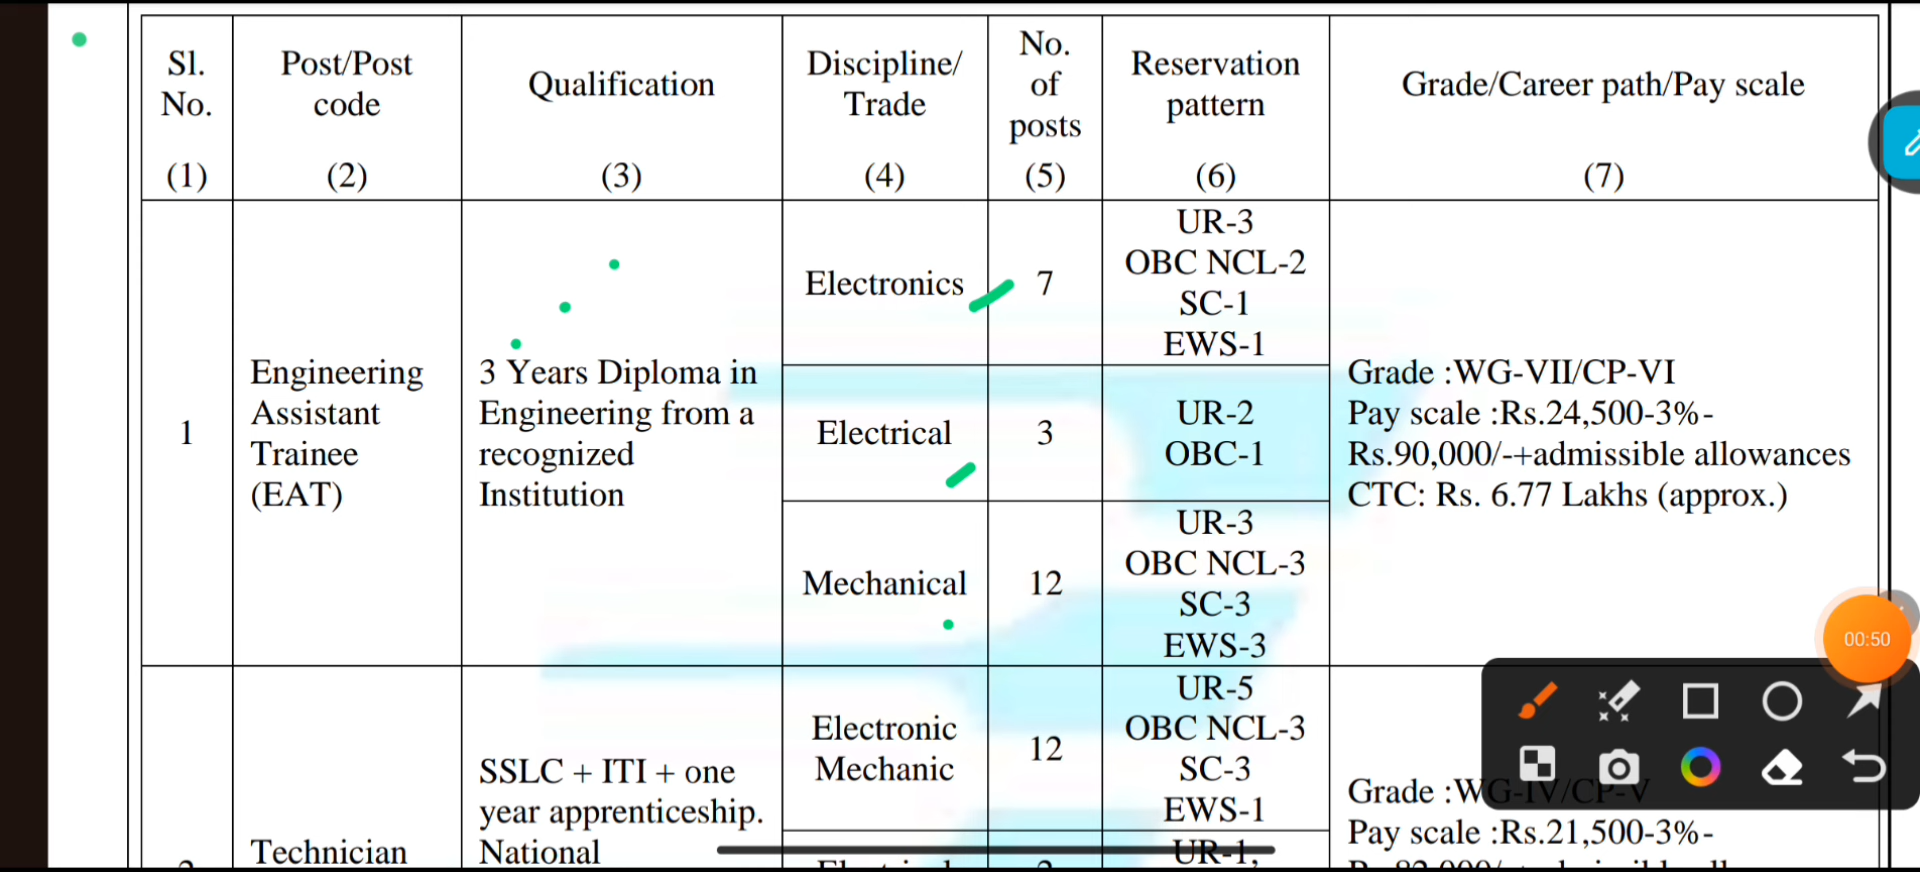 Sl.
No.
(1)
Post/Post
code
(2)
Qualification
(3)
Discipline/
Trade
(4)
No.
of
posts
(5)
Reservation
pattern
(6)
Grade/Career path/Pay scale
(7)
1
Engineering
Assistant
Trainee
(EAT)
3 Years Diploma in
Engineering from a
recognized
Institution
Electronics
7
UR-3
OBC NCL-2
SC-1
EWS-1
Electrical
3
UR-2
OBC-1
Mechanical
12
UR-3
OBC NCL-3
SC-3
EWS-3
Grade :WG-VII/CP-VI
Pay scale :Rs.24,500-3%-
Rs.90,000/-+admissible allowances
CTC: Rs. 6.77 Lakhs (approx.)
Technician
SSLC + ITI + one
year apprenticeship.
National
Electronic
Mechanic
12
UR-5
OBC NCL-3
SC-3
EWS-1
UR-1,
Grade :WG-IV/CP-V
Pay scale :Rs.21,500-3%-
00:50